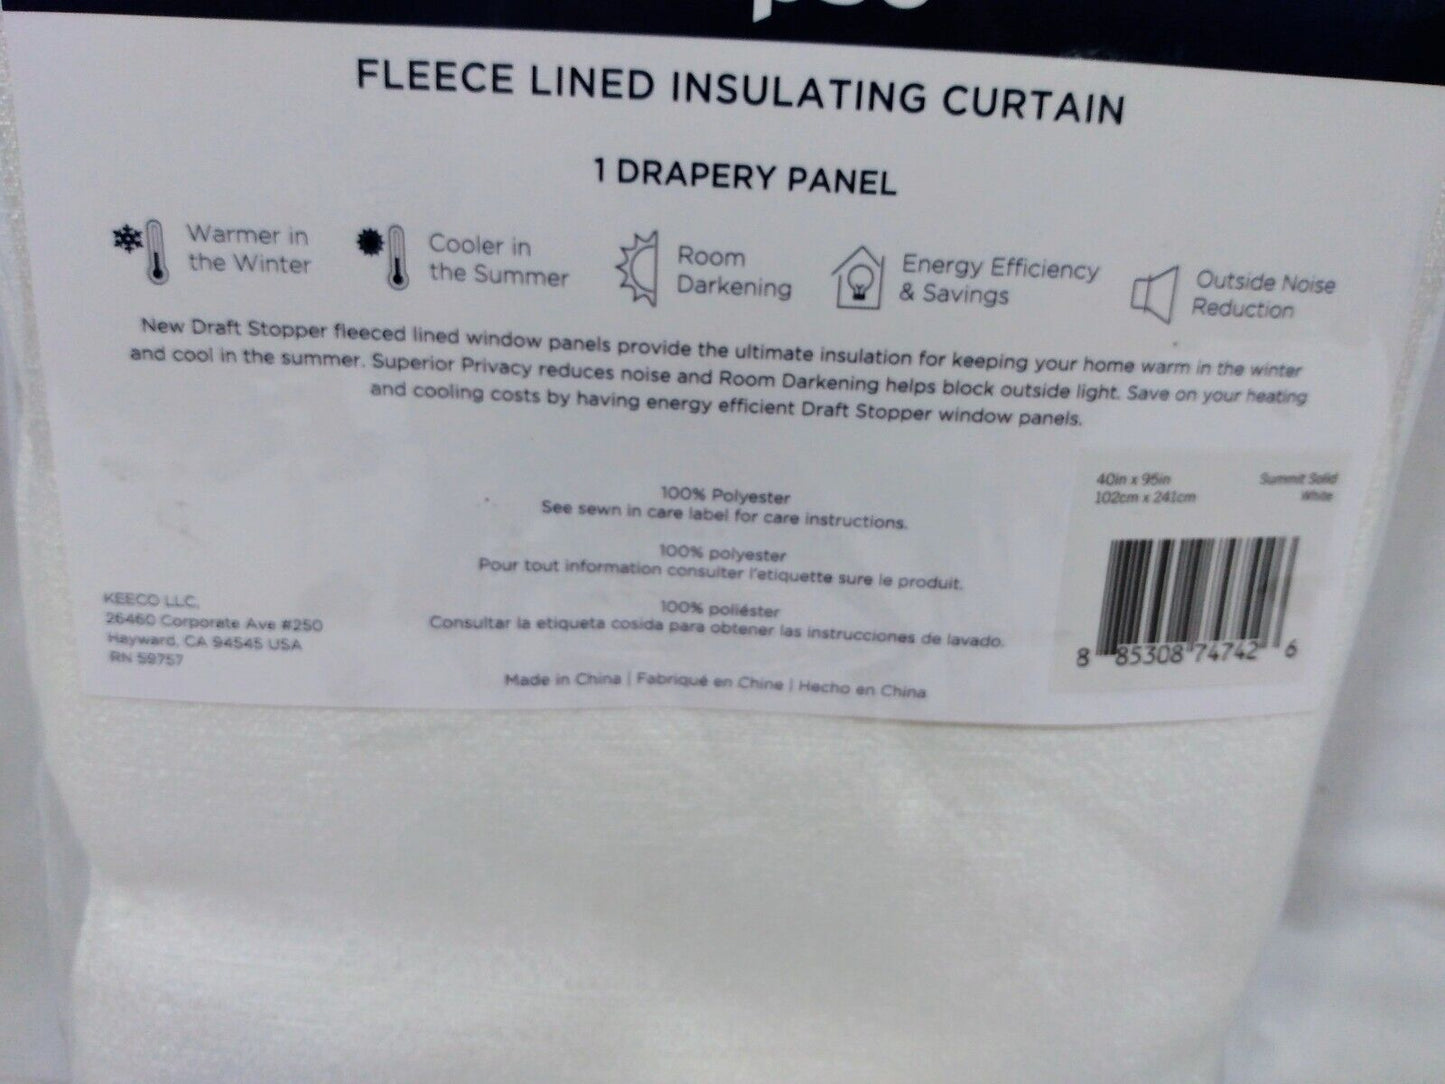 FLEECE LINED INSULATING CURTAIN
1 DRAPERY PANEL
Warmer in
the Winter
Cooler in
the Summer
Room
Darkening
Energy Efficiency
& Savings
Outside Noise
Reduction
New Draft Stopper fleeced lined window panels provide the ultimate insulation for keeping your home warm in the winter
and cool in the summer. Superior Privacy reduces noise and Room Darkening helps block outside light. Save on your heating
and cooling costs by having energy efficient Draft Stopper window panels.
40in x 95in
102cm x 241cm
Summit Solid
White
100% Polyester
See sewn in care label for care instructions.
100% polyester
Pour tout information consulter l'etiquette sure le produit.
100% poliéster
Consultar la etiqueta cosida para obtener las instrucciones de lavado.
KEECO LLC.
26460 Corporate Ave #250
Hayward, CA 94545 USA
RN 59757
Made in China | Fabriqué en Chine | Hecho en China
8 85308 74742 6